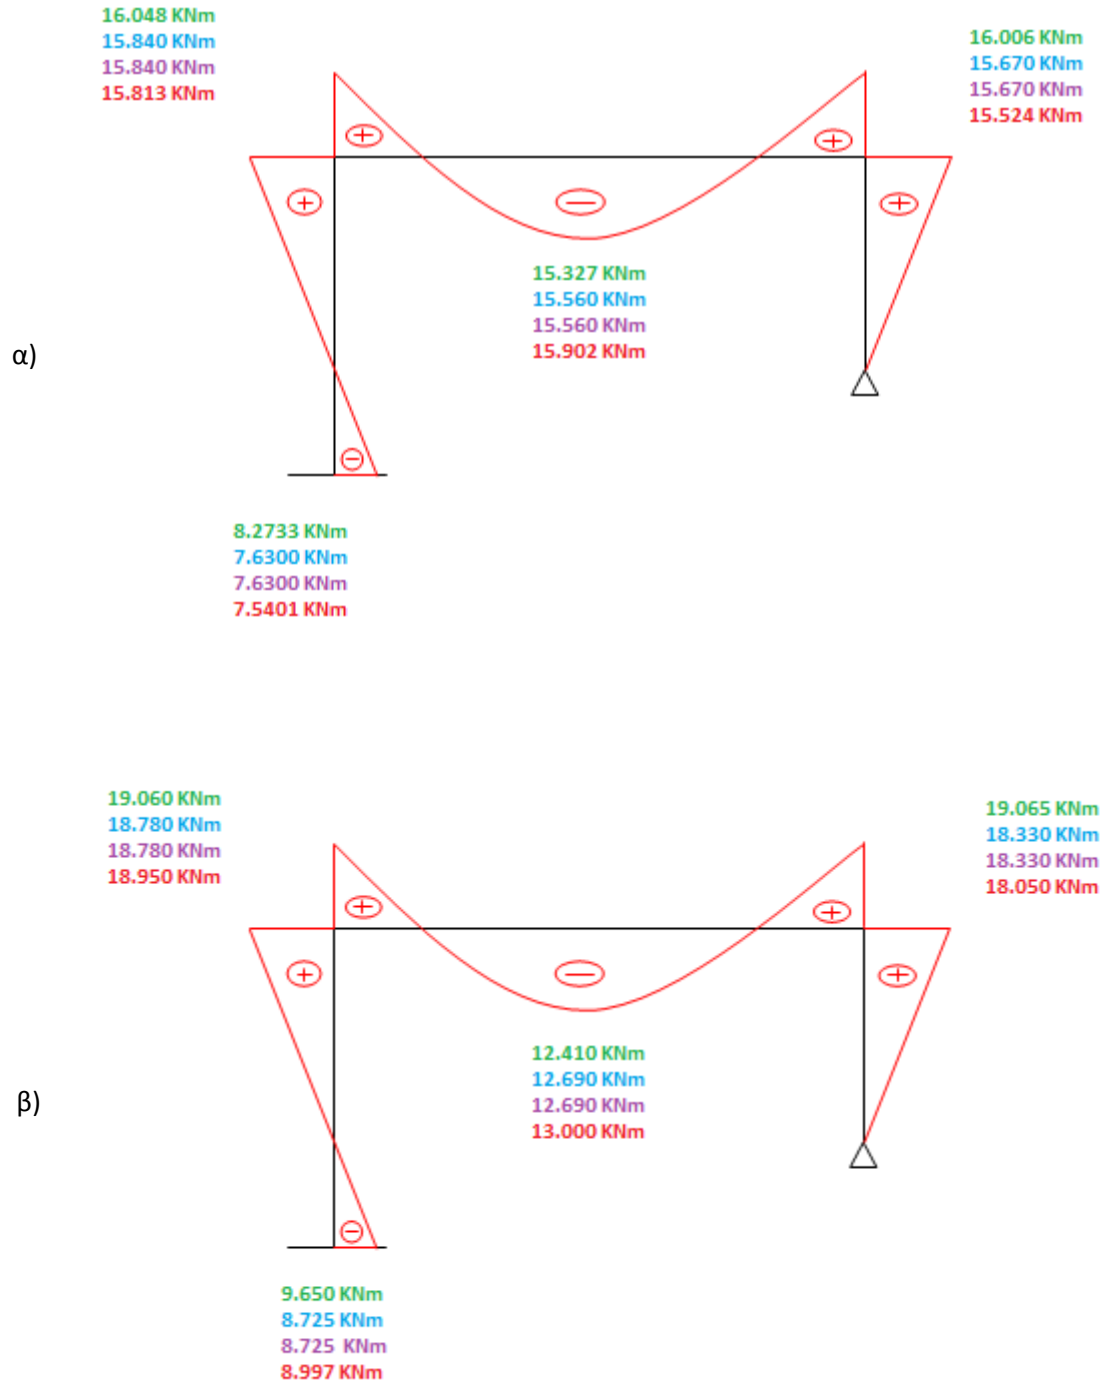 16.048 KNm
15.840 KNm
15.840 KNm
15.813 KNm
16.006 KNm
15.670 KNm
15.670 KNm
15.524 KNm
+
+
+
+
—
15.327 KNm
15.560 KNm
15.560 KNm
15.902 KNm
α)
−
8.2733 KNm
7.6300 KNm
7.6300 KNm
7.5401 KNm
19.060 KNm
18.780 KNm
18.780 KNm
18.950 KNm
19.065 KNm
18.330 KNm
18.330 KNm
18.050 KNm
+
+
+
+
—
12.410 KNm
12.690 KNm
12.690 KNm
13.000 KNm
β)
−
9.650 KNm
8.725 KNm
8.725 KNm
8.997 KNm